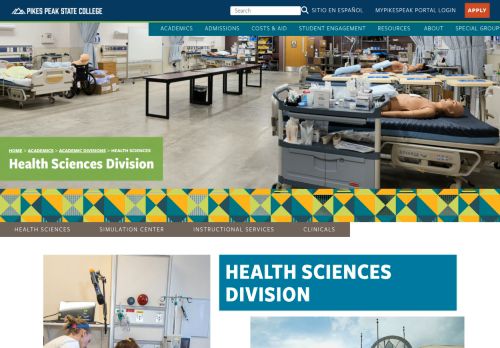 PIKES PEAK STATE COLLEGE
Search
SITIO EN ESPAÑOL
MYPIKESPEAK PORTAL LOGIN
APPLY
ACADEMICS ADMISSIONS COSTS & AID STUDENT ENGAGEMENT RESOURCES ABOUT SPECIAL GROUPS
HOME > ACADEMICS > ACADEMIC DIVISIONS > HEALTH SCIENCES
Health Sciences Division
HEALTH SCIENCES SIMULATION CENTER INSTRUCTIONAL SERVICES CLINICALS
HEALTH SCIENCES
DIVISION